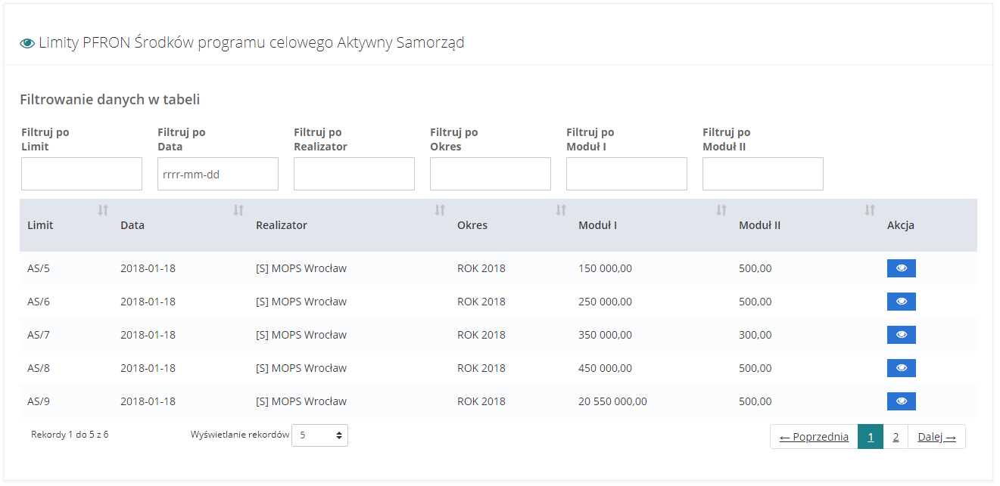 Limity PFRON Środków programu celowego Aktywny Samorząd
Filtrowanie danych w tabeli
Filtruj po Limit
Filtruj po Data
Filtruj po Realizator
Filtruj po Okres
Filtruj po Moduł I
Filtruj po Moduł II
rrrr-mm-dd
Limit Data Realizator Okres Moduł I Moduł II Akcja
AS/5 2018-01-18 [S] MOPS Wrocław ROK 2018 150 000,00 500,00
AS/6 2018-01-18 [S] MOPS Wrocław ROK 2018 250 000,00 500,00
AS/7 2018-01-18 [S] MOPS Wrocław ROK 2018 350 000,00 300,00
AS/8 2018-01-18 [S] MOPS Wrocław ROK 2018 450 000,00 500,00
AS/9 2018-01-18 [S] MOPS Wrocław ROK 2018 20 550 000,00 500,00
Rekordy 1 do 5 z 6 Wyświetlanie rekordów 5 ← Poprzednia 1 2 Dalej →